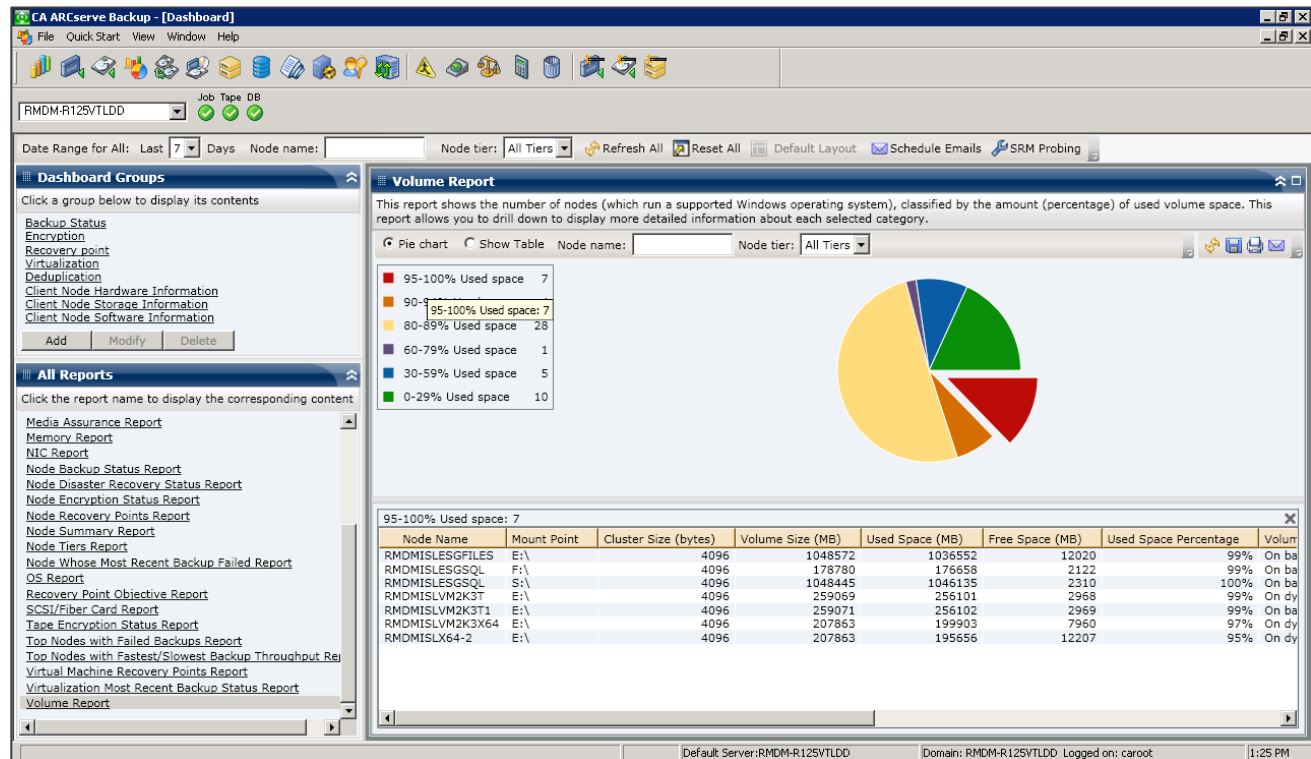 CA ARCserve Backup - [Dashboard]
File Quick Start View Window Help
Job Tape DB
RMDM-R125VTLDD
Date Range for All: Last 7 Days Node name: Node tier: All Tiers Refresh All Reset All Default Layout Schedule Emails SRM Probing
Dashboard Groups
Click a group below to display its contents
Backup Status
Encryption
Recovery point
Virtualization
Deduplication
Client Node Hardware Information
Client Node Storage Information
Client Node Software Information
Add Modify Delete
All Reports
Click the report name to display the corresponding content
Media Assurance Report
Memory Report
NIC Report
Node Backup Status Report
Node Disaster Recovery Status Report
Node Encryption Status Report
Node Recovery Points Report
Node Summary Report
Node Tiers Report
Node Whose Most Recent Backup Failed Report
OS Report
Recovery Point Objective Report
SCSI/Fiber Card Report
Tape Encryption Status Report
Top Nodes with Failed Backups Report
Top Nodes with Fastest/Slowest Backup Throughput Re
Virtual Machine Recovery Points Report
Virtualization Most Recent Backup Status Report
Volume Report
Volume Report
This report shows the number of nodes (which run a supported Windows operating system), classified by the amount (percentage) of used volume space. This
report allows you to drill down to display more detailed information about each selected category.
Pie chart Show Table Node name: Node tier: All Tiers
95-100% Used space 7
90-9
95-100% Used space: 7
80-89% Used space 28
60-79% Used space 1
30-59% Used space 5
0-29% Used space 10
95-100% Used space: 7
Node Name Mount Point Cluster Size (bytes) Volume Size (MB) Used Space (MB) Free Space (MB) Used Space Percentage Volum
RMDMISLESGFILES E:\ 4096 1048572 1036552 12020 99% On ba
RMDMISLESGSQL F:\ 4096 178780 176658 2122 99% On ba
RMDMISLESGSQL S:\ 4096 1048445 1046135 2310 100% On ba
RMDMISLVM2K3T E:\ 4096 259069 256101 2968 99% On dy
RMDMISLVM2K3T1 E:\ 4096 259071 256102 2969 99% On ba
RMDMISLVM2K3X64 E:\ 4096 207863 199903 7960 97% On dy
RMDMISLX64-2 E:\ 4096 207863 195656 12207 95% On dy
Default Server:RMDM-R125VTLDD Domain: RMDM-R125VTLDD Logged on: caroot 1:25 PM